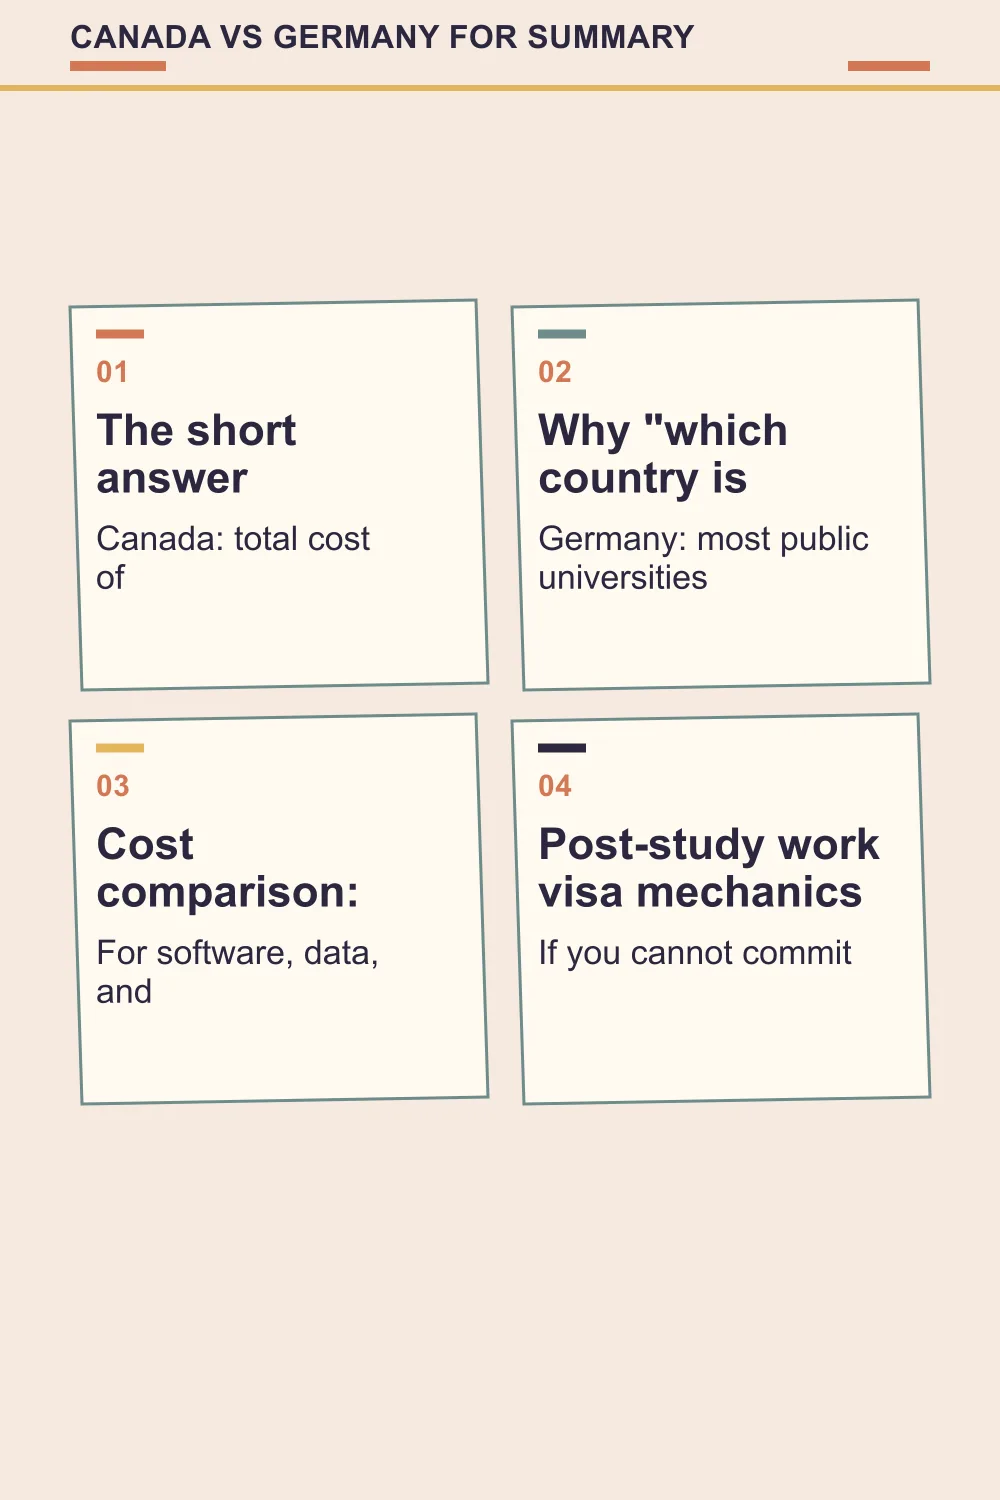 CANADA VS GERMANY FOR SUMMARY
01
The short
answer
Canada: total cost
of
02
Why "which
country is
Germany: most public
universities
03
Cost
comparison:
For software, data,
and
04
Post-study work
visa mechanics
If you cannot commit